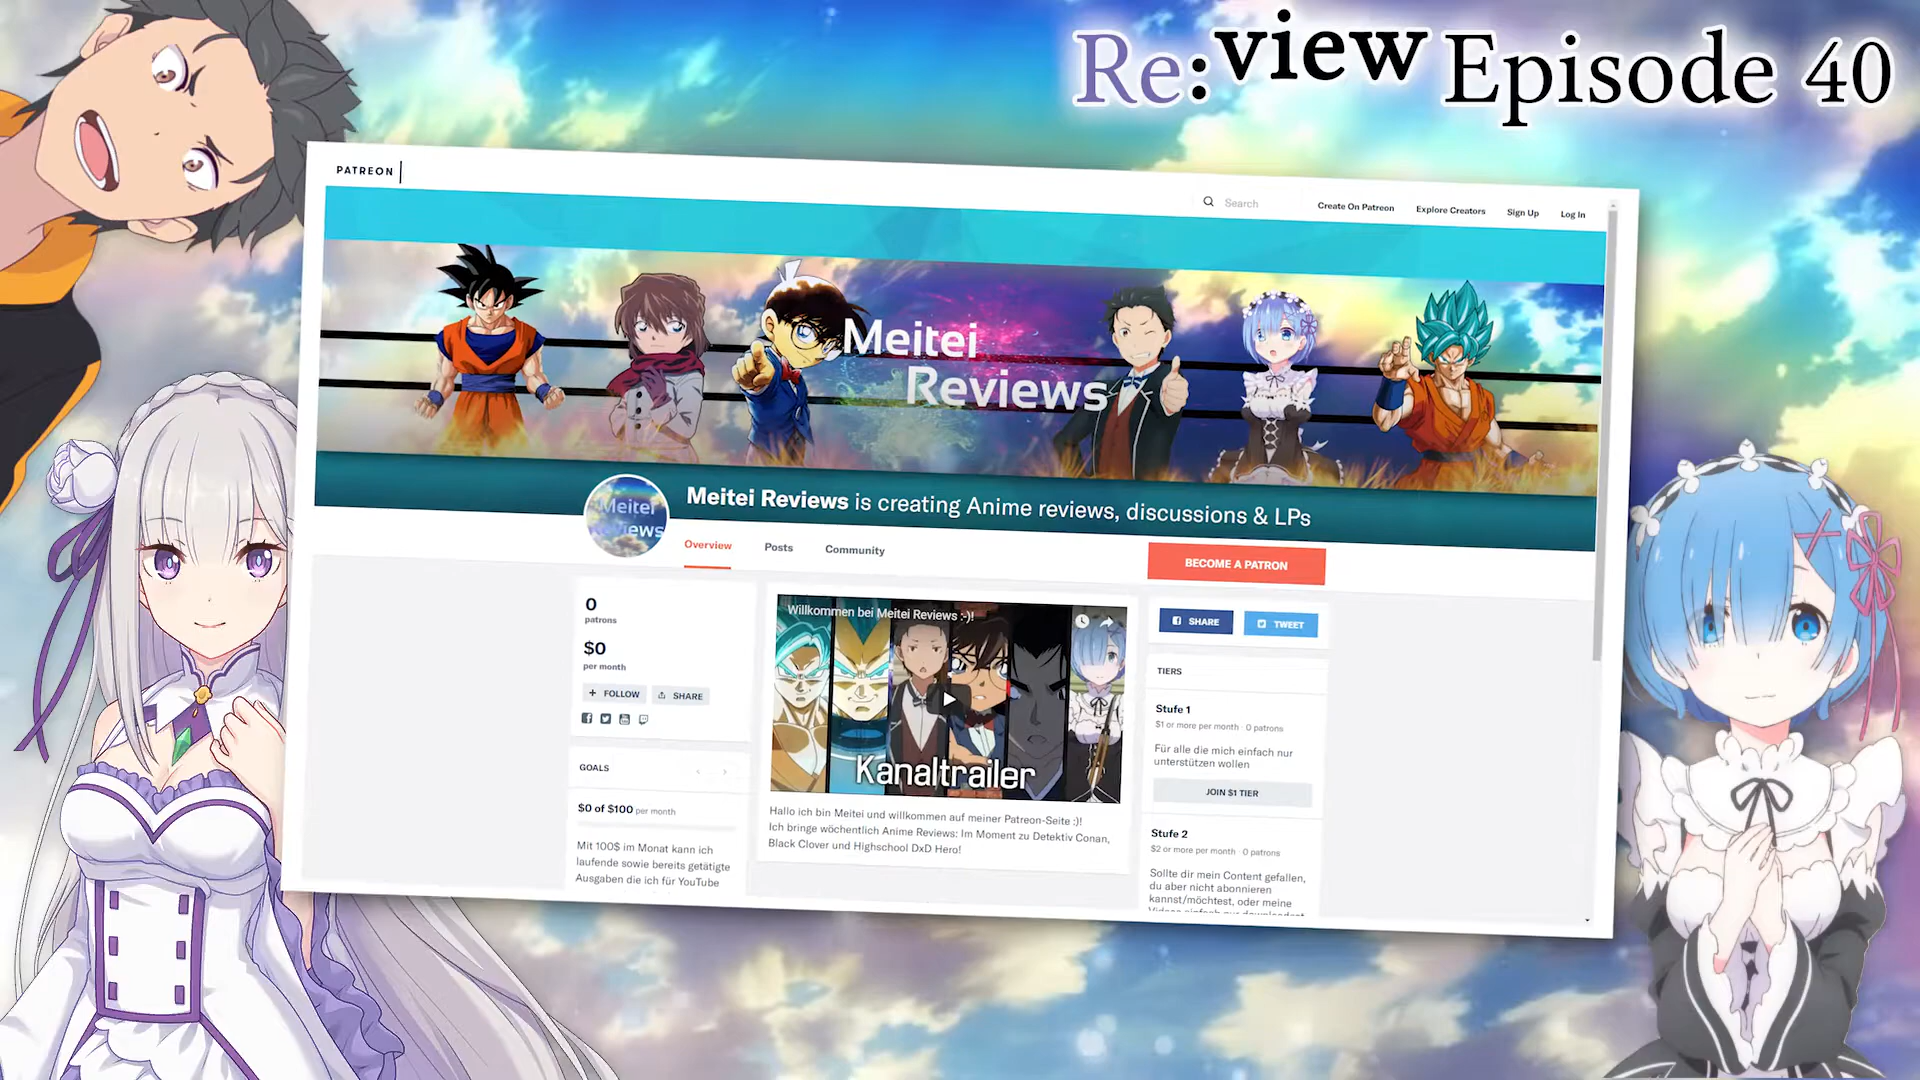 Re:view Episode 40
PATREON
Search
Create On Patreon
Explore Creators
Sign Up
Log In
Meitei
Reviews
Meitei
Reviews
Meitei Reviews is creating Anime reviews, discussions & LPs
Overview
Posts
Community
BECOME A PATRON
0
patrons
$0
per month
+ FOLLOW
SHARE
GOALS
$0 of $100 per month
Mit 100$ im Monat kann ich
laufende sowie bereits getätigte
Ausgaben die ich für YouTube
Willkommen bei Meitei Reviews :-)!
Kanaltrailer
Hallo ich bin Meitei und willkommen auf meiner Patreon-Seite :)!
Ich bringe wöchentlich Anime Reviews: Im Moment zu Detektiv Conan,
Black Clover und Highschool DxD Hero!
SHARE
TWEET
TIERS
Stufe 1
$1 or more per month · 0 patrons
Für alle die mich einfach nur
unterstützen wollen
JOIN $1 TIER
Stufe 2
$2 or more per month · 0 patrons
Sollte dir mein Content gefallen,
du aber nicht abonnieren
kannst/möchtest, oder meine